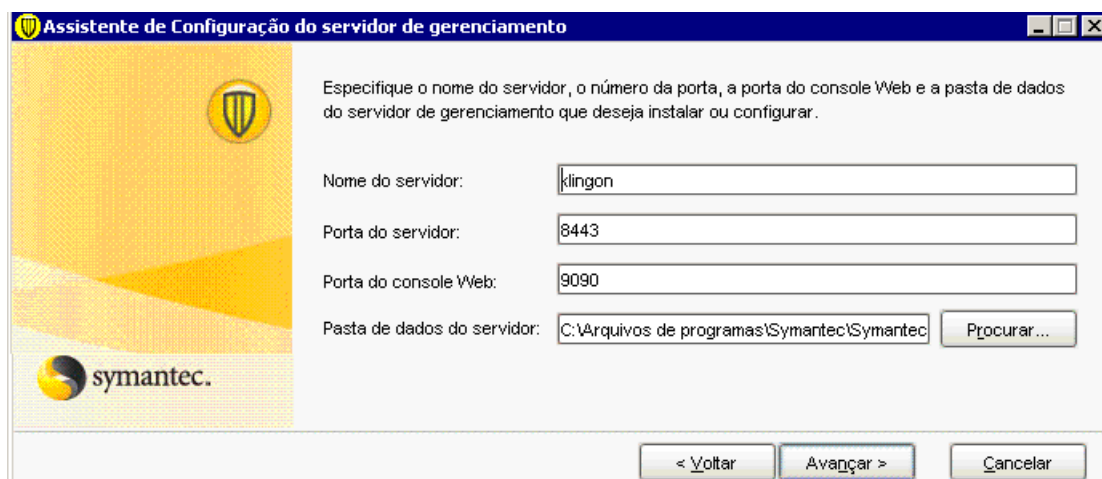 Assistente de Configuração do servidor de gerenciamento
Especifique o nome do servidor, o número da porta, a porta do console Web e a pasta de dados
do servidor de gerenciamento que deseja instalar ou configurar.
Nome do servidor: klingon
Porta do servidor: 8443
Porta do console Web: 9090
Pasta de dados do servidor: C:\Arquivos de programas\Symantec\Symantec Procurar...
symantec.
< Voltar Avançar > Cancelar